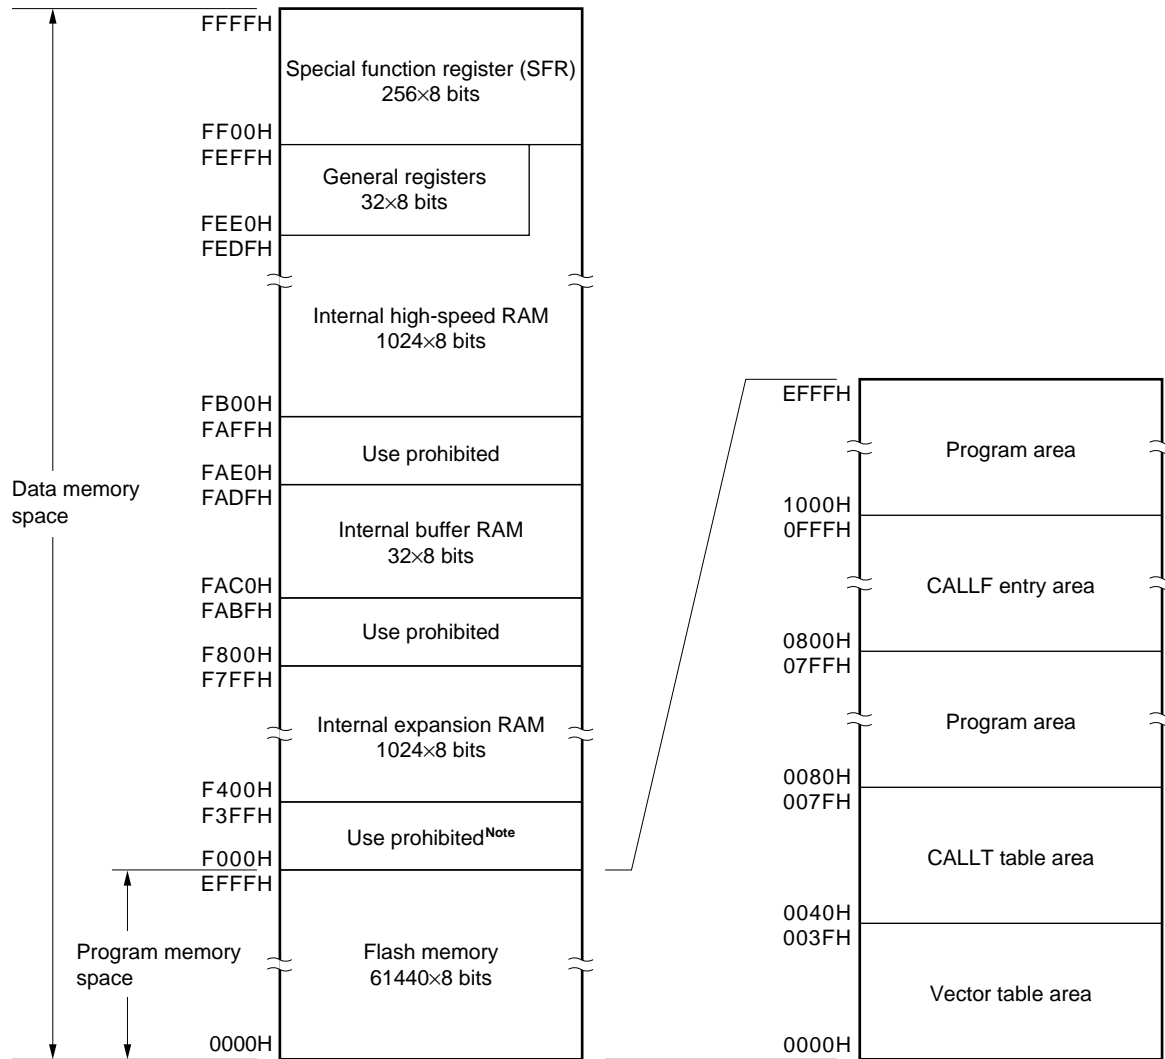 FFFFH
Special function register (SFR)
256×8 bits
FF00H
FEFFH
General registers
32×8 bits
FEE0H
FEDFH
Internal high-speed RAM
1024×8 bits
FB00H
FAFFH
Use prohibited
FAE0H
FADFH
Data memory
space
Internal buffer RAM
32×8 bits
FAC0H
FABFH
Use prohibited
F800H
F7FFH
Internal expansion RAM
1024×8 bits
F400H
F3FFH
Use prohibitedNote
F000H
EFFFH
Program memory
space
Flash memory
61440×8 bits
0000H
EFFFH
Program area
1000H
0FFFH
CALLF entry area
0800H
07FFH
Program area
0080H
007FH
CALLT table area
0040H
003FH
Vector table area
0000H